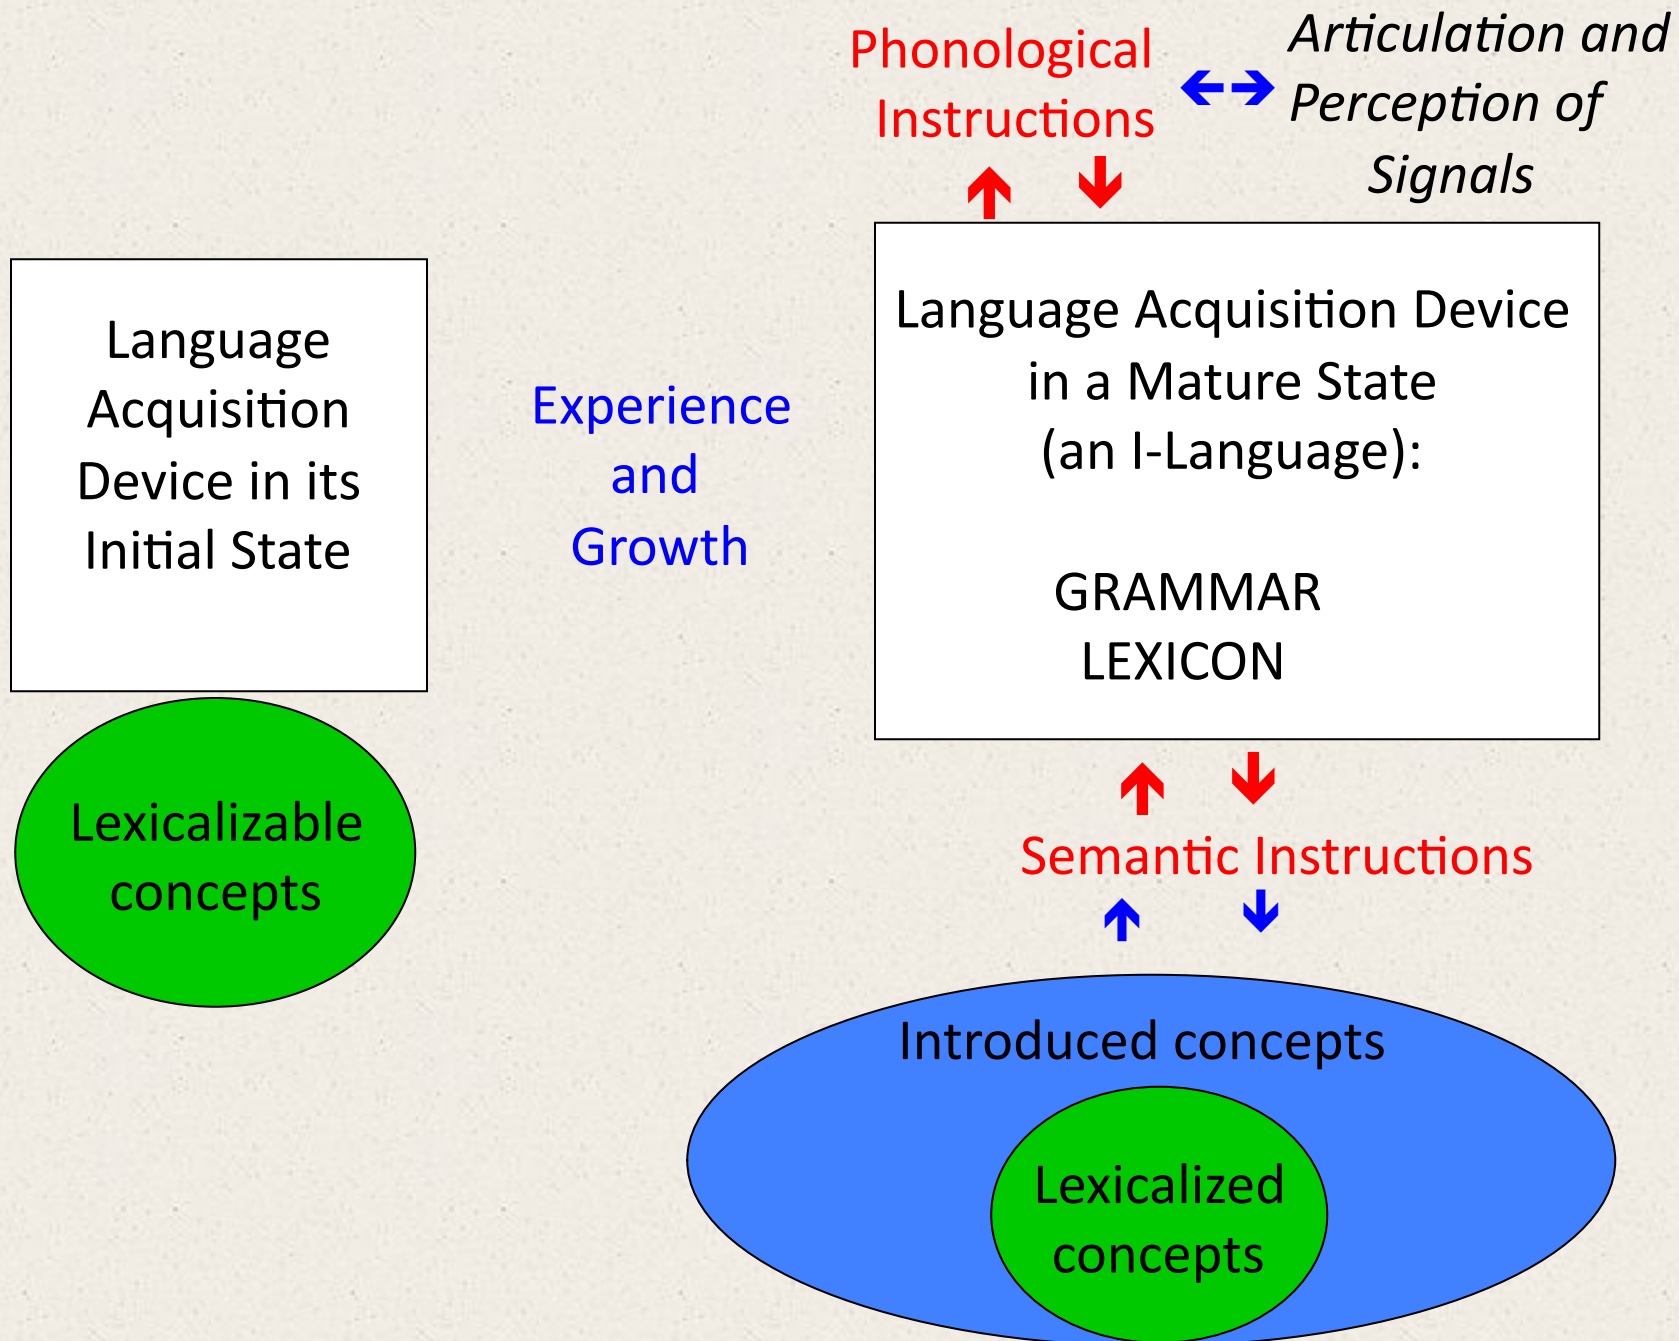 Phonological
Instructions
Articulation and
Perception of
Signals
Language
Acquisition
Device in its
Initial State
Experience
and
Growth
Language Acquisition Device
in a Mature State
(an I-Language):
GRAMMAR
LEXICON
Lexicalizable
concepts
Semantic Instructions
Introduced concepts
Lexicalized
concepts